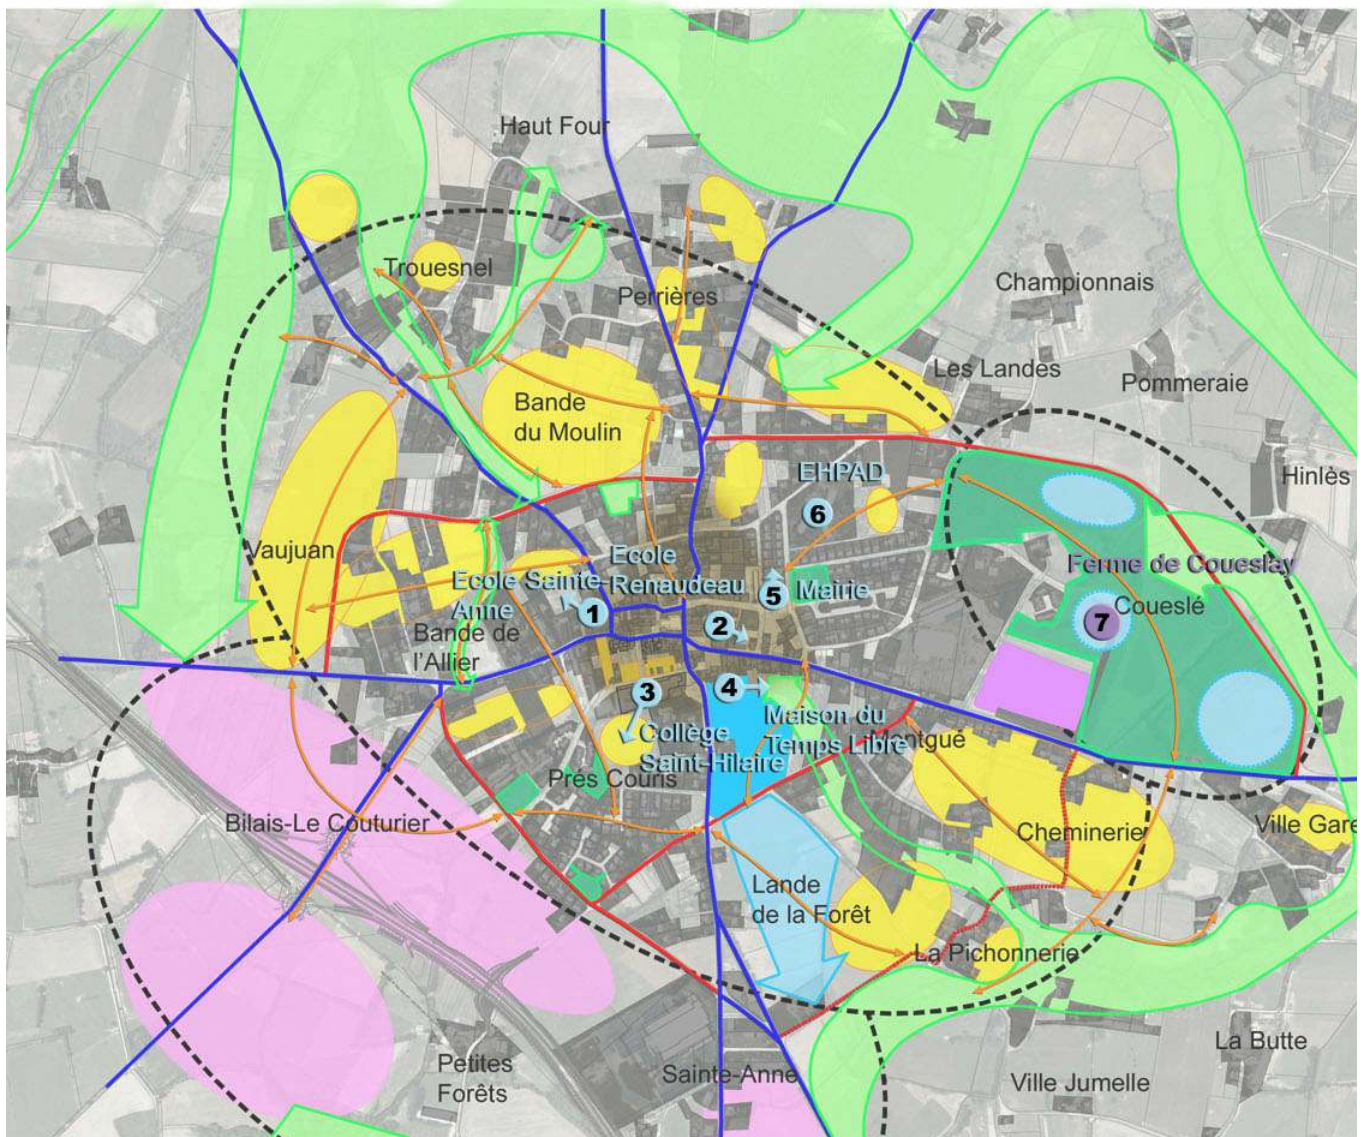 Haut Four
Trouesnel
Championnais
Perrières
Les Landes
Pommeraie
Bande
du Moulin
EHPAD
Hinlès
6
Vaujuan
Ecole
Renaudeau
Ferme de Coueslay
Ecole Sainte-
Anne
Mairie
5
Coueslé
1
2
7
Bande de
l'Allier
3
4
Collège
Saint-Hilaire
Maison du
Temps Libre
Montgué
Prés Couris
Bilais-Le Couturier
Cheminerie
Ville Gare
Lande
de la Forêt
La Pichonnerie
La Butte
Petites
Forêts
Sainte-Anne
Ville Jumelle